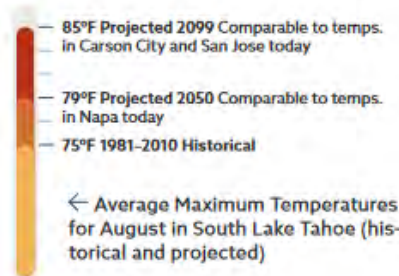 85°F Projected 2099 Comparable to temps.
in Carson City and San Jose today
79°F Projected 2050 Comparable to temps.
in Napa today
75°F 1981–2010 Historical
← Average Maximum Temperatures
for August in South Lake Tahoe (his-
torical and projected)